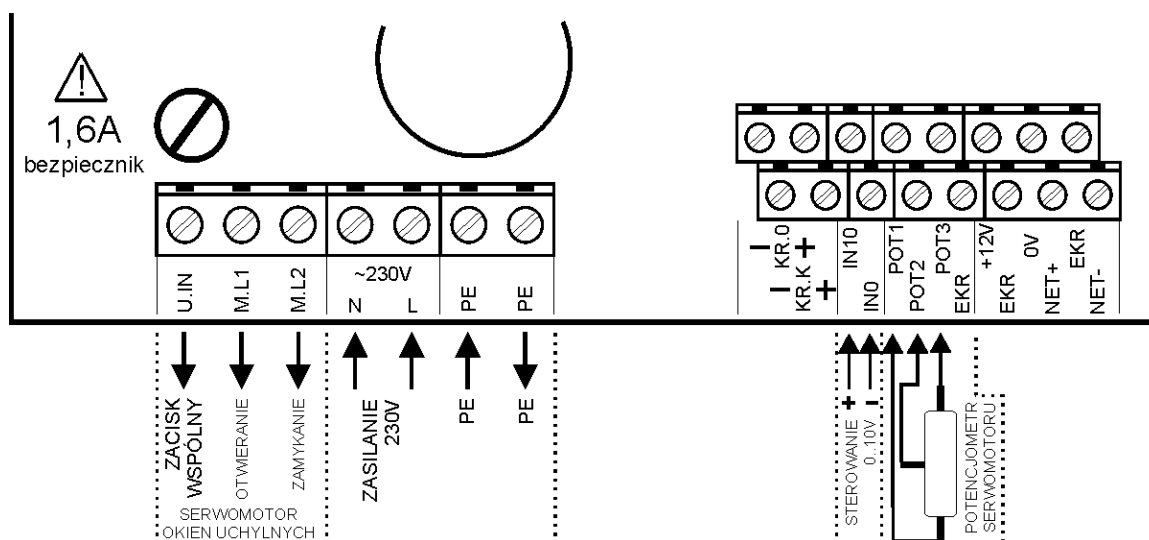 1,6A
bezpiecznik
U.IN
M.L1
M.L2
~230V
N
L
PE
PE
– KR.0 +
– KR.K +
IN10
IN0
POT1
POT2
POT3
EKR
+12V
EKR
0V
NET+
EKR
NET-
ZACISK
WSPÓLNY
OTWIERANIE
ZAMYKANIE
SERWOMOTOR
OKIEN UCHYLNYCH
ZASILANIE
230V
PE
PE
STEROWANIE +
0..10V –
POTENCJOMETR
SERWOMOTORU